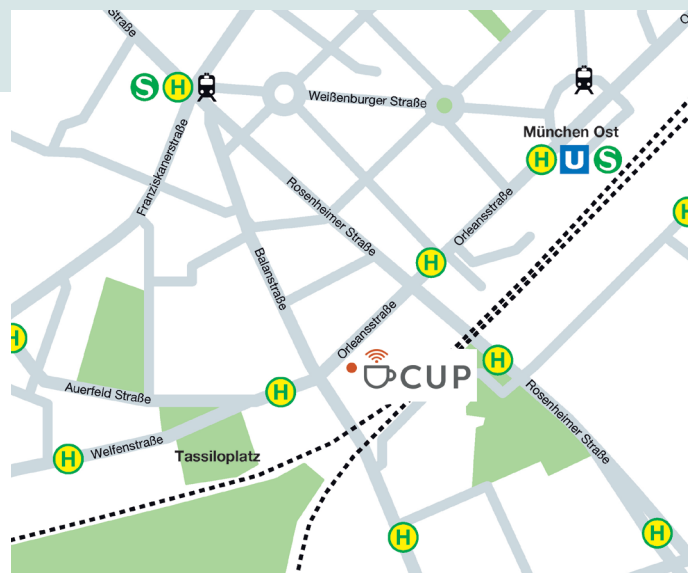 Straße
S H
Weißenburger Straße
München Ost
H U S
Franziskanerstraße
Rosenheimer Straße
Orleansstraße
H
Balanstraße
H
Orleansstraße
H
H
CUP
Auerfeld Straße
H
Rosenheimer Straße
Welfenstraße
H
Tassiloplatz
H
H